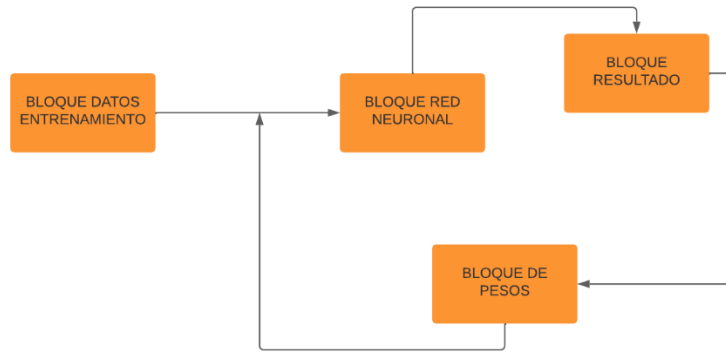 BLOQUE DATOS
ENTRENAMIENTO
BLOQUE RED
NEURONAL
BLOQUE
RESULTADO
BLOQUE DE
PESOS